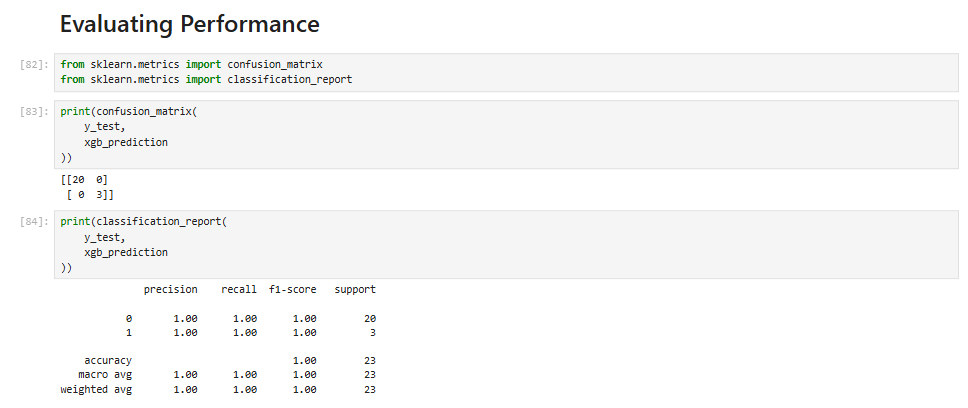 Evaluating Performance
[82]: from sklearn.metrics import confusion_matrix
from sklearn.metrics import classification_report
[83]: print(confusion_matrix(
    y_test,
    xgb_prediction
))
[[20  0]
 [ 0  3]]
[84]: print(classification_report(
    y_test,
    xgb_prediction
))
              precision    recall  f1-score   support
           0       1.00      1.00      1.00        20
           1       1.00      1.00      1.00         3
    accuracy                           1.00        23
   macro avg       1.00      1.00      1.00        23
weighted avg       1.00      1.00      1.00        23